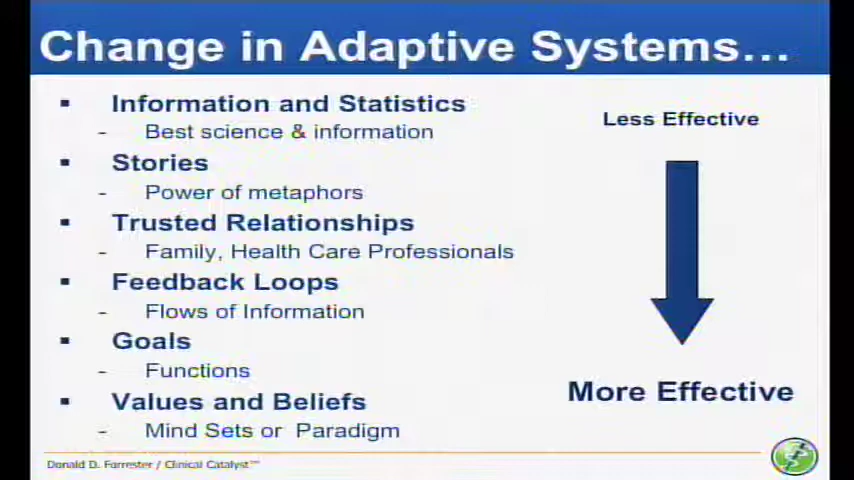 Change in Adaptive Systems...
▪ Information and Statistics
- Best science & information
▪ Stories
- Power of metaphors
▪ Trusted Relationships
- Family, Health Care Professionals
▪ Feedback Loops
- Flows of Information
▪ Goals
- Functions
▪ Values and Beliefs
- Mind Sets or Paradigm
Less Effective
More Effective
Donald D. Forrester / Clinical Catalyst™